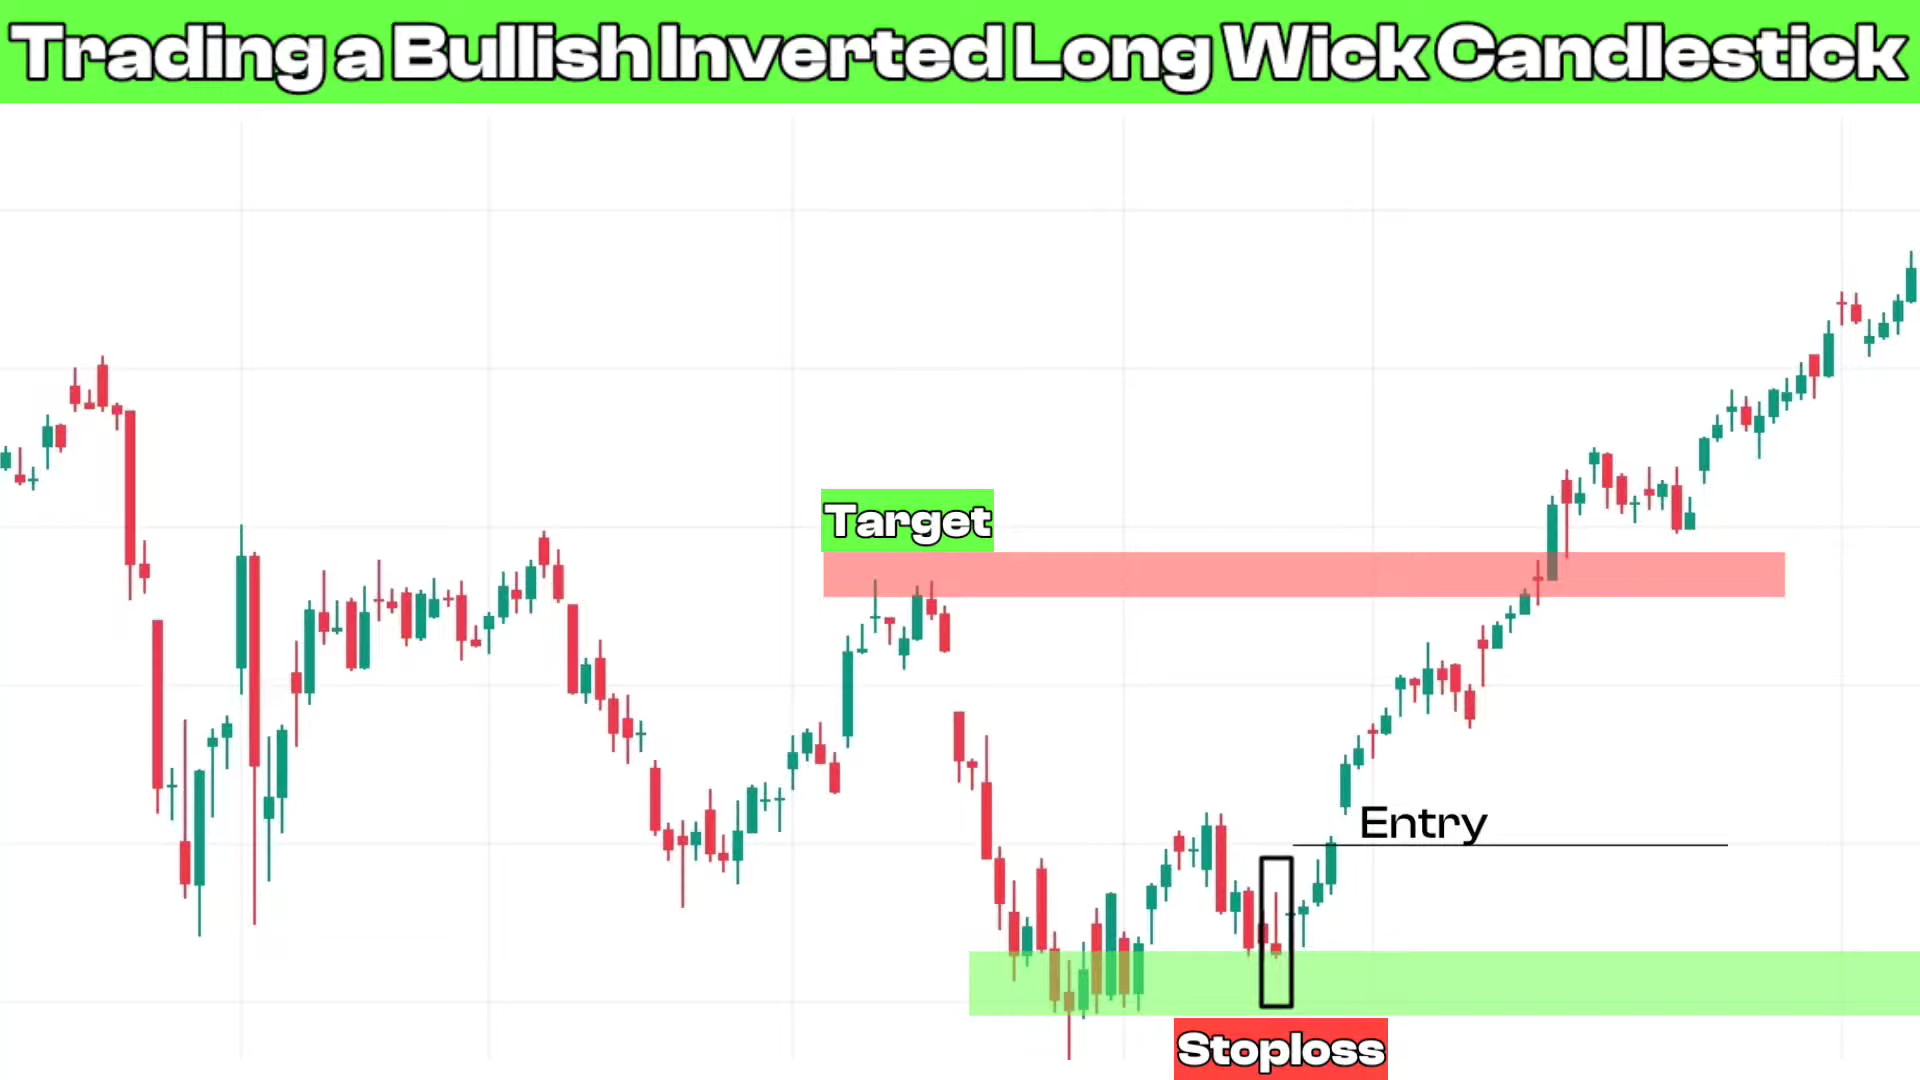 Trading a Bullish Inverted Long Wick Candlestick
Target
Entry
Stoploss